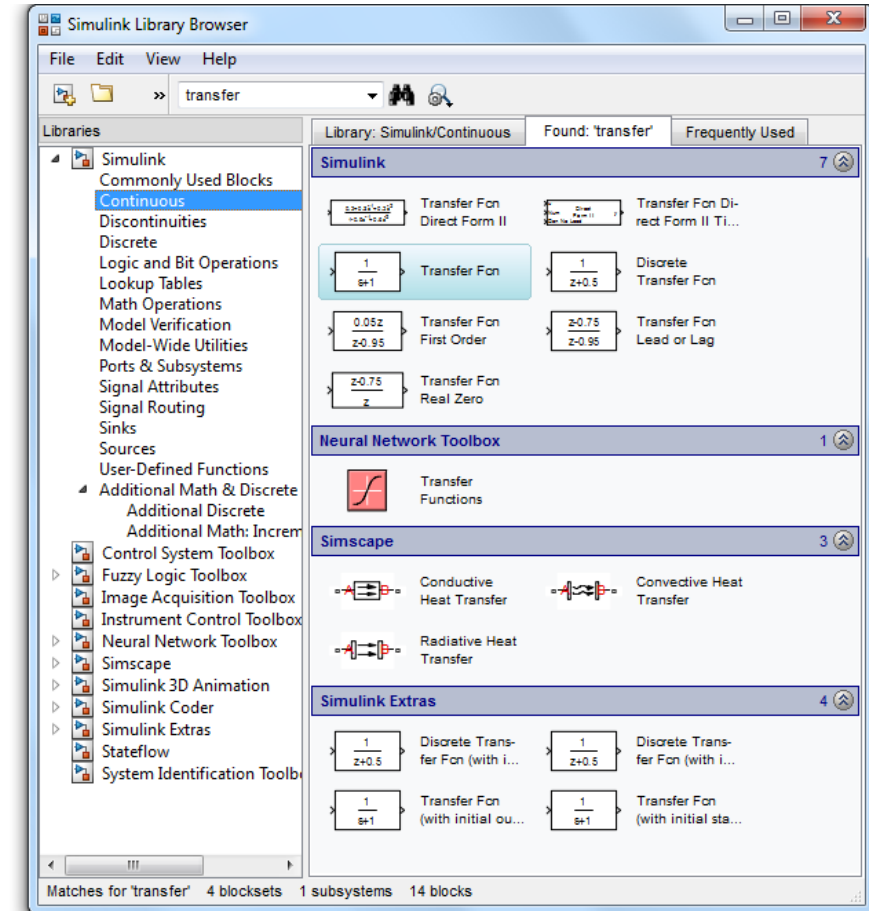 Simulink Library Browser
File Edit View Help
» transfer
Libraries
Simulink
Commonly Used Blocks
Continuous
Discontinuities
Discrete
Logic and Bit Operations
Lookup Tables
Math Operations
Model Verification
Model-Wide Utilities
Ports & Subsystems
Signal Attributes
Signal Routing
Sinks
Sources
User-Defined Functions
Additional Math & Discrete
Additional Discrete
Additional Math: Increm
Control System Toolbox
Fuzzy Logic Toolbox
Image Acquisition Toolbox
Instrument Control Toolbox
Neural Network Toolbox
Simscape
Simulink 3D Animation
Simulink Coder
Simulink Extras
Stateflow
System Identification Toolb
Library: Simulink/Continuous Found: 'transfer' Frequently Used
Simulink 7
Transfer Fcn
Direct Form II
Transfer Fcn Di-
rect Form II Ti...
1
s+1
Transfer Fcn
1
z+0.5
Discrete
Transfer Fcn
0.05z
z-0.95
Transfer Fcn
First Order
z-0.75
z-0.95
Transfer Fcn
Lead or Lag
z-0.75
z
Transfer Fcn
Real Zero
Neural Network Toolbox 1
Transfer
Functions
Simscape 3
A B
Conductive
Heat Transfer
A B
Convective Heat
Transfer
A B
Radiative Heat
Transfer
Simulink Extras 4
1
z+0.5
Discrete Trans-
fer Fcn (with i...
1
z+0.5
Discrete Trans-
fer Fcn (with i...
1
s+1
Transfer Fcn
(with initial ou...
1
s+1
Transfer Fcn
(with initial sta...
Matches for 'transfer' 4 blocksets 1 subsystems 14 blocks